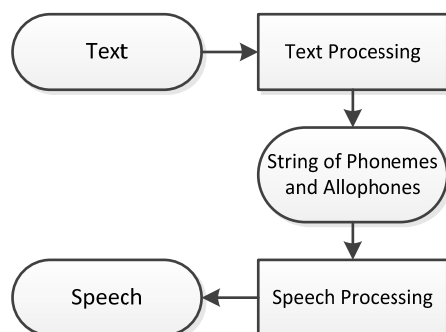 Text
Text Processing
String of Phonemes
and Allophones
Speech Processing
Speech